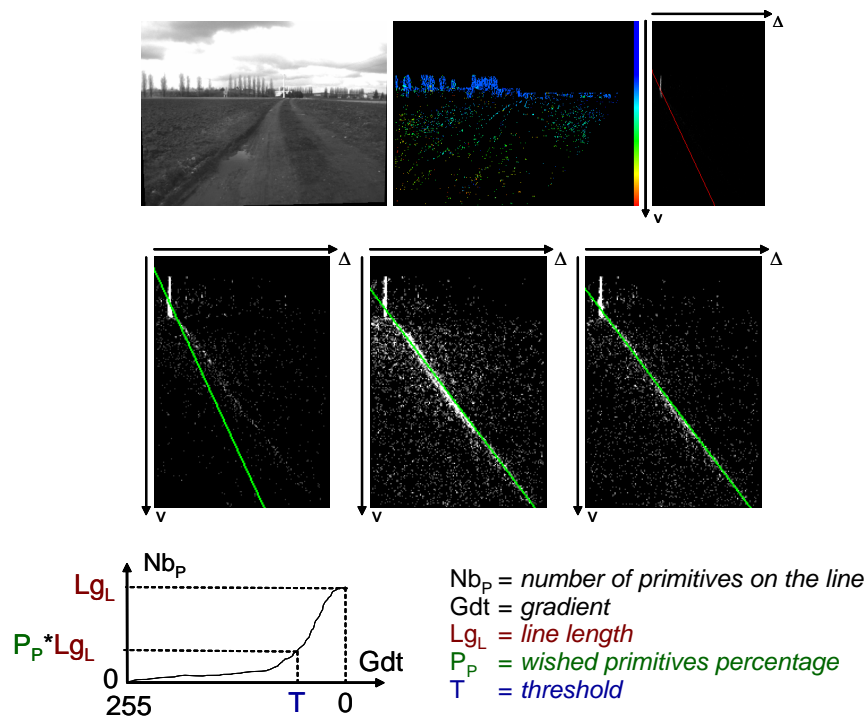 Δ
v
Δ
Δ
Δ
v
v
v
Nb_P
Lg_L
P_P*Lg_L
Gdt
0
255
T
0
Nb_P = number of primitives on the line
Gdt = gradient
Lg_L = line length
P_P = wished primitives percentage
T = threshold